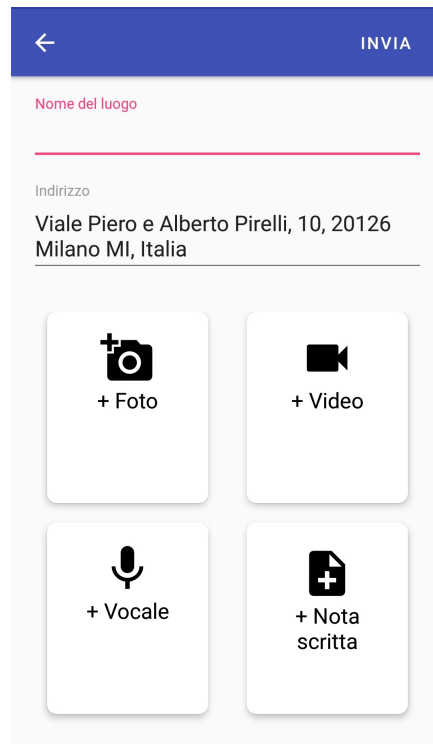 INVIA
Nome del luogo
Indirizzo
Viale Piero e Alberto Pirelli, 10, 20126
Milano MI, Italia
+ Foto
+ Video
+ Vocale
+ Nota
scritta